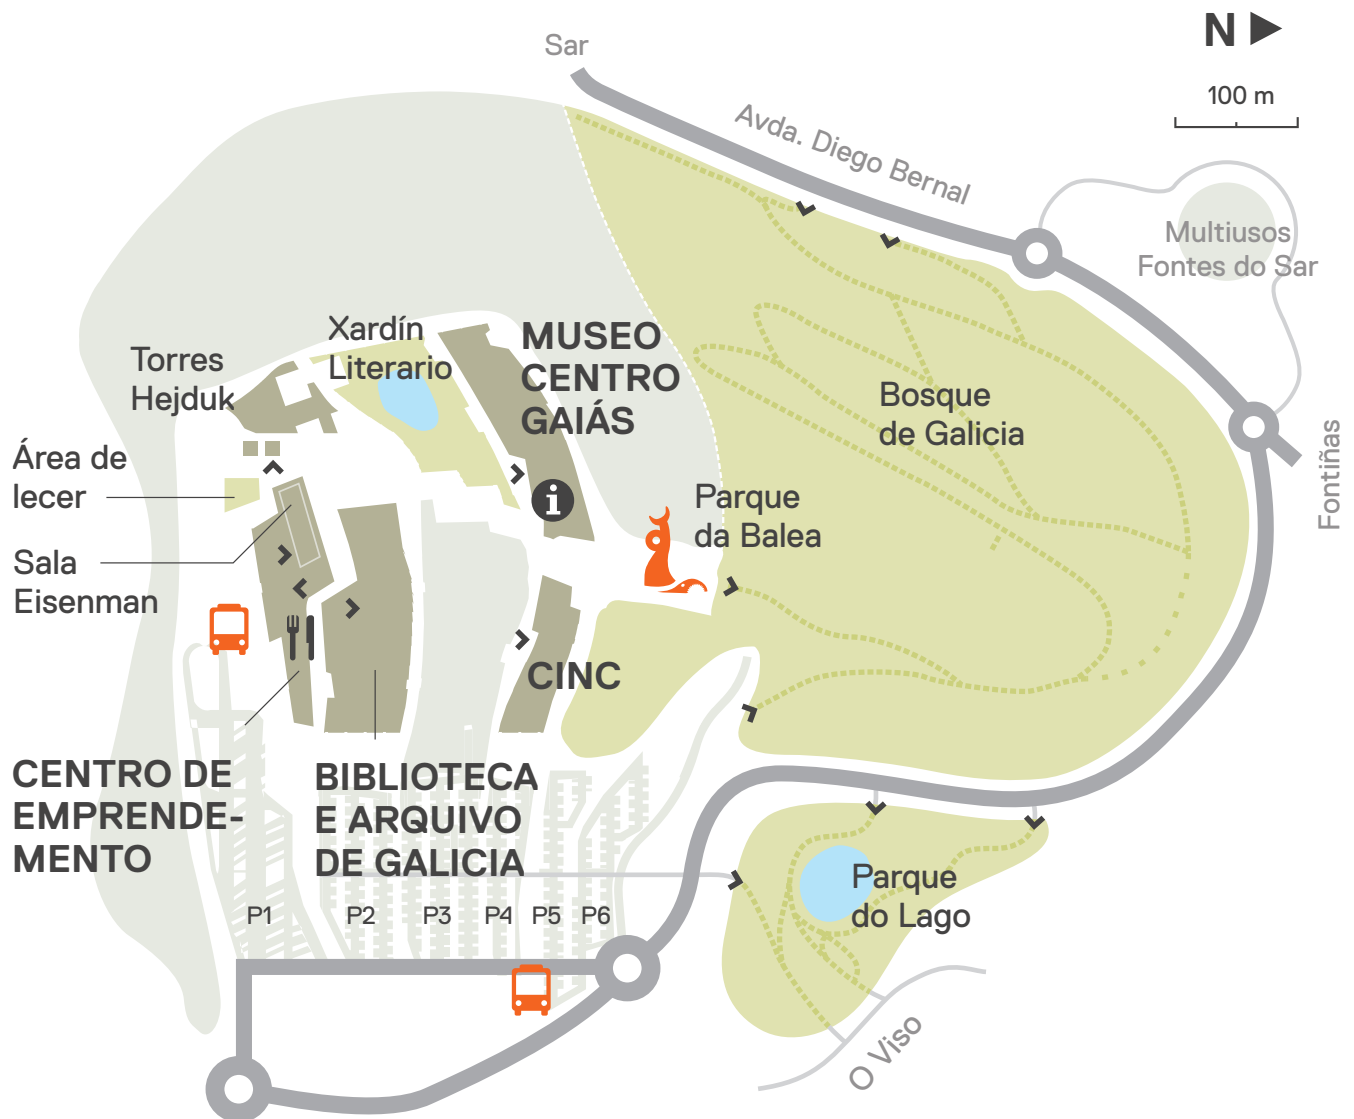 Sar
N
100 m
Avda. Diego Bernal
Multiusos
Fontes do Sar
Fontiñas
Xardín
Literario
Torres
Hejduk
MUSEO
CENTRO
GAIÁS
Bosque
de Galicia
Área de
lecer
Parque
da Balea
Sala
Eisenman
i
CINC
CENTRO DE
EMPRENDE-
MENTO
BIBLIOTECA
E ARQUIVO
DE GALICIA
Parque
do Lago
P1
P2
P3
P4
P5
P6
O Viso